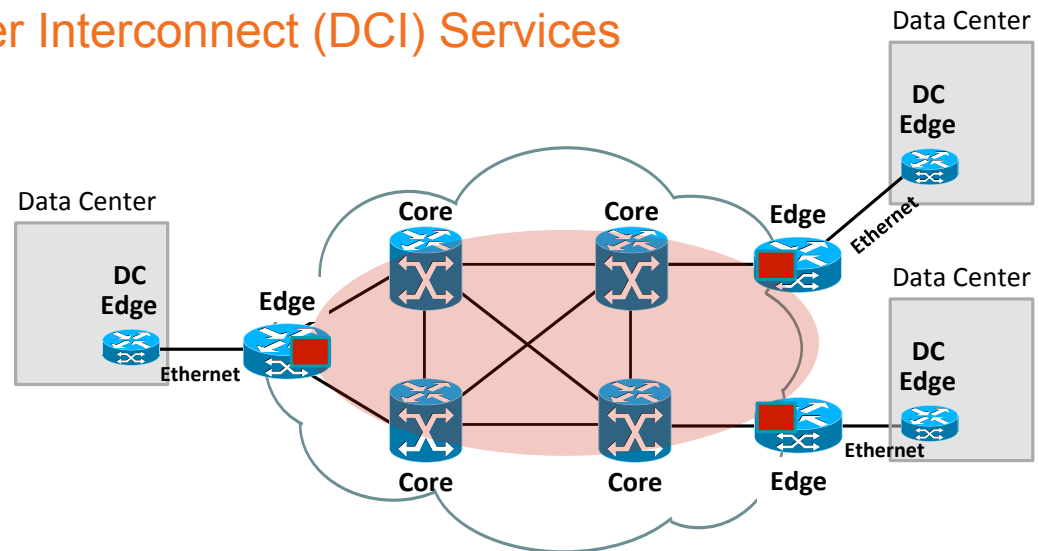 er Interconnect (DCI) Services
Data Center
DC
Edge
Ethernet
Data Center
DC
Edge
Ethernet
Edge
Core
Core
Edge
Core
Core
Edge
Data Center
DC
Edge
Ethernet